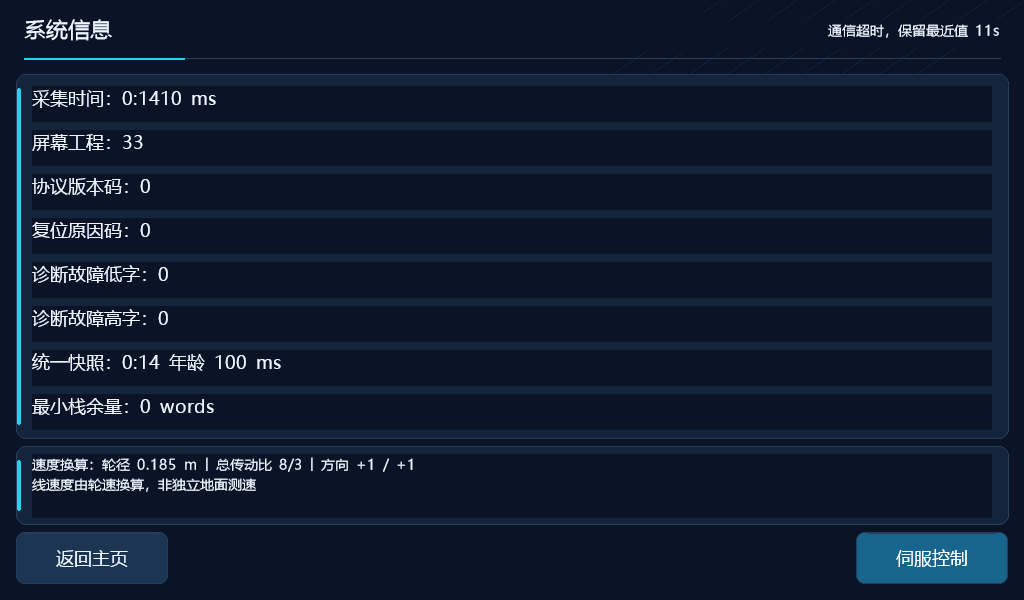 系统信息
通信超时，保留最近值 11s
采集时间：0:1410 ms
屏幕工程：33
协议版本码：0
复位原因码：0
诊断故障低字：0
诊断故障高字：0
统一快照：0:14 年龄 100 ms
最小栈余量：0 words
速度换算：轮径 0.185 m | 总传动比 8/3 | 方向 +1 / +1
线速度由轮速换算，非独立地面测速
返回主页
伺服控制